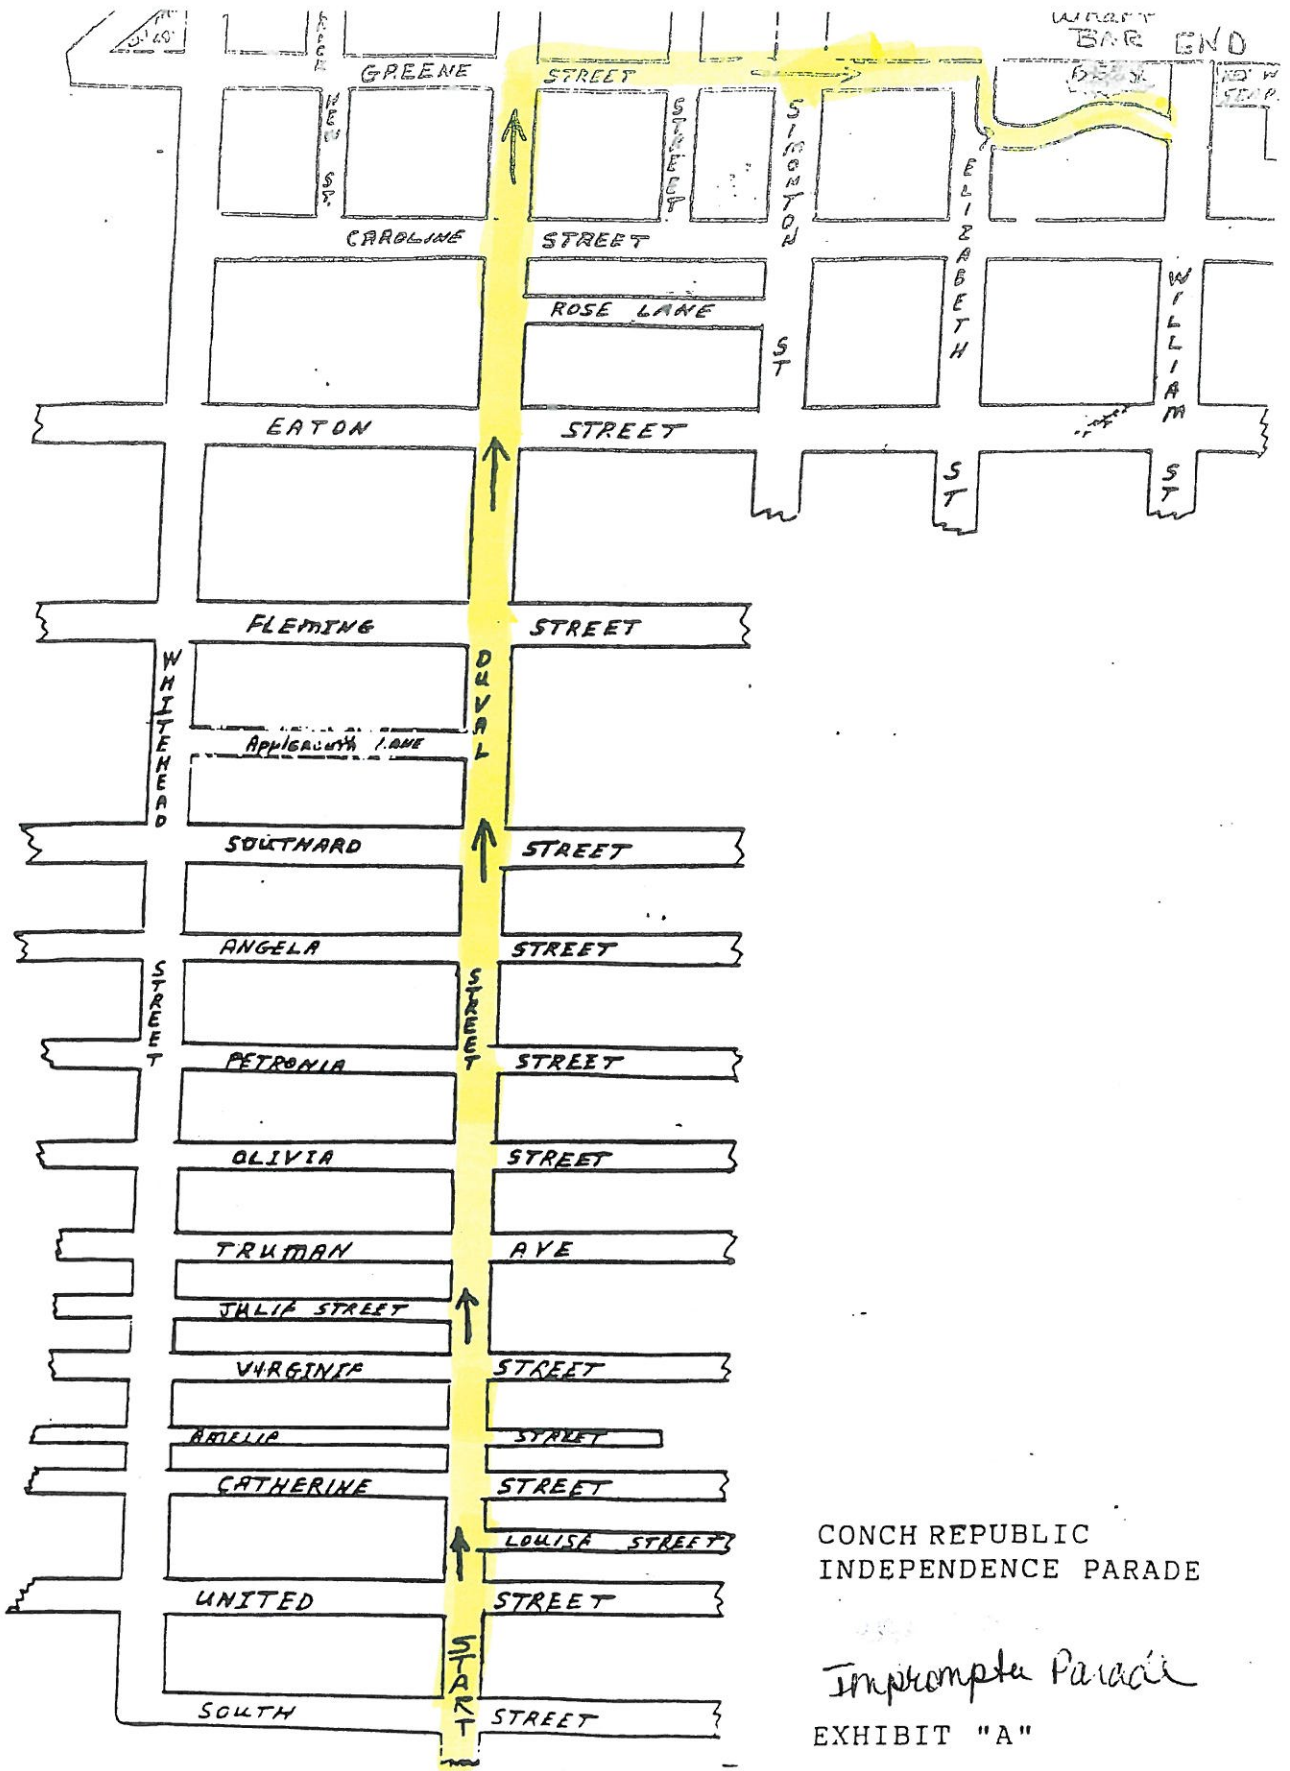 WHARF
BAR END
GREENE STREET
NEW ST.
STREET
SIMONTON ST
ELIZABETH ST
WILLIAM ST
CAROLINE STREET
ROSE LANE
EATON STREET
FLEMING STREET
WHITEHEAD STREET
DUVAL STREET
LANE
SOUTHARD STREET
ANGELA STREET
PETRONIA STREET
OLIVIA STREET
TRUMAN AVE
JULIA STREET
VIRGINIA STREET
AMELIA STREET
CATHERINE STREET
LOUISA STREET
UNITED STREET
START
SOUTH STREET
CONCH REPUBLIC
INDEPENDENCE PARADE
Impromptu Parade
EXHIBIT "A"